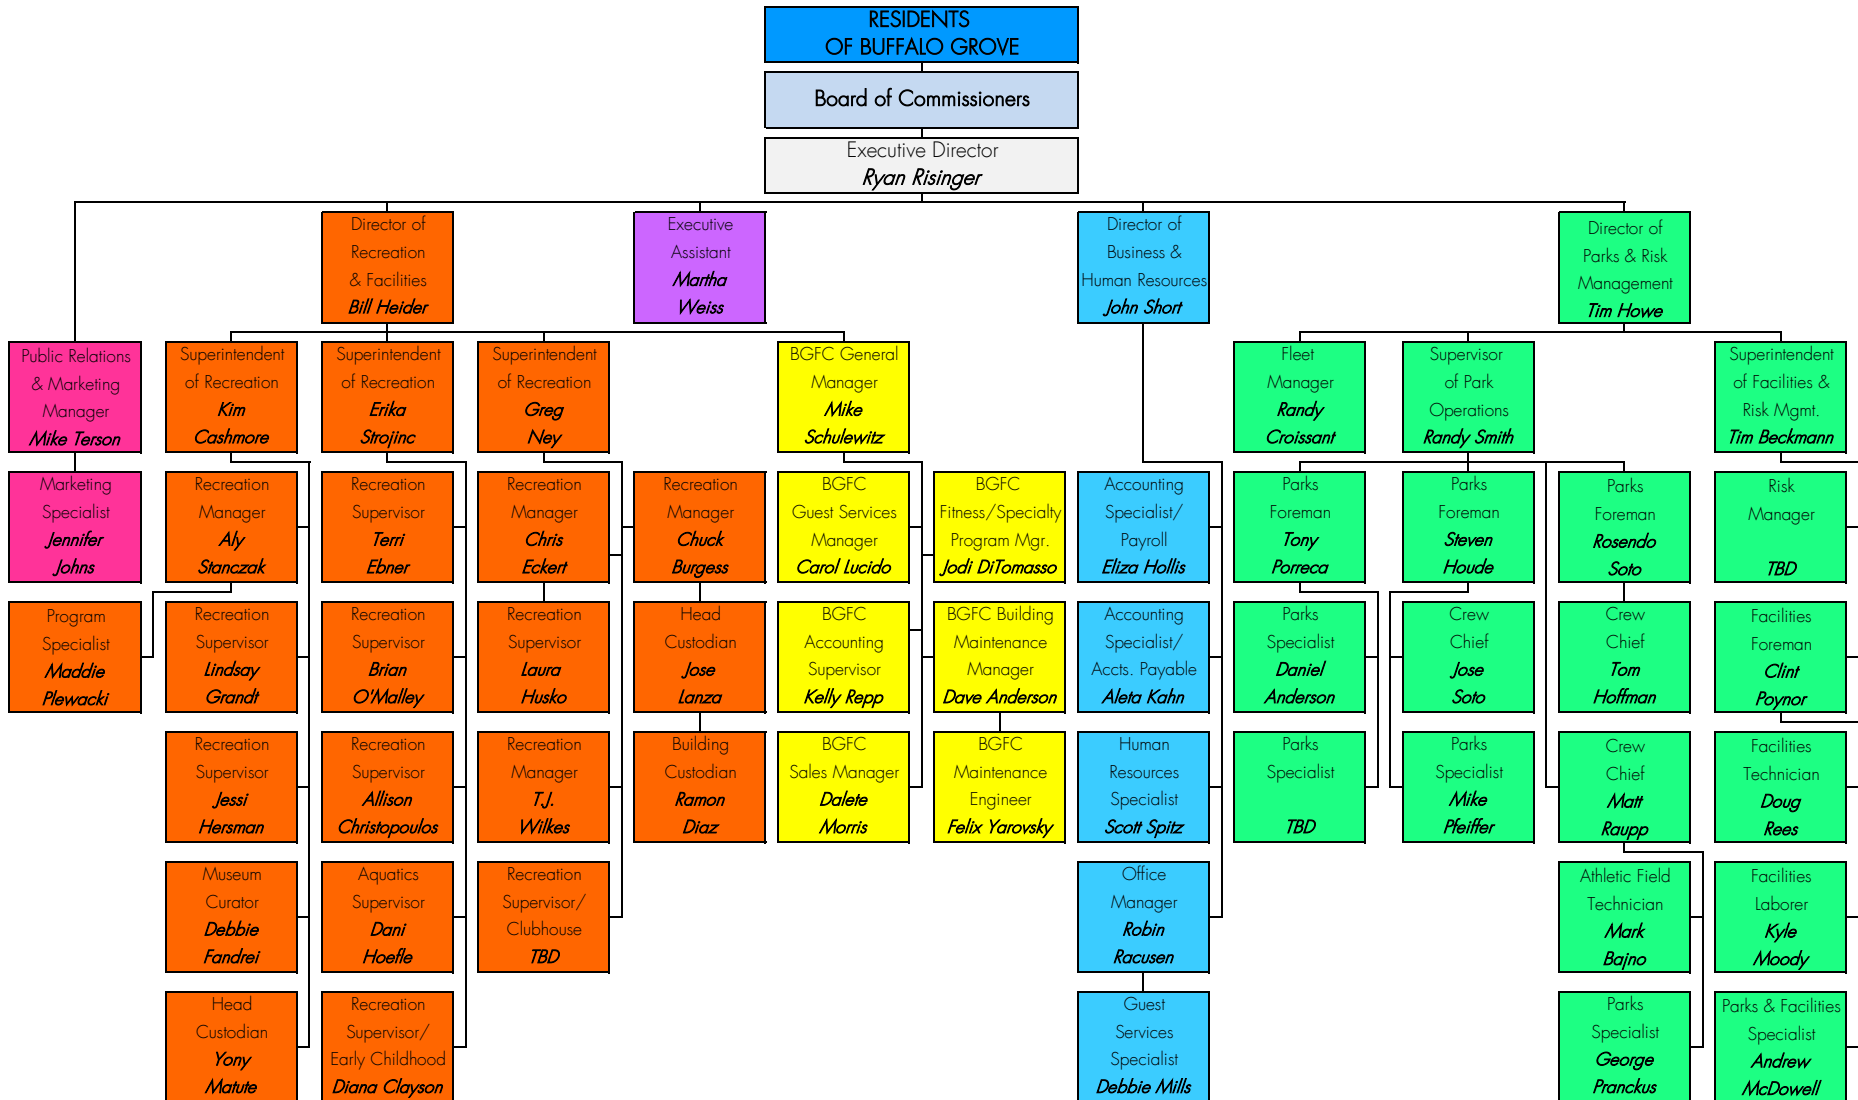 RESIDENTS
OF BUFFALO GROVE
Board of Commissioners
Executive Director
Ryan Risinger
Director of
Recreation
& Facilities
Bill Heider
Executive
Assistant
Martha
Weiss
Director of
Business &
Human Resources
John Short
Director of
Parks & Risk
Management
Tim Howe
Public Relations
& Marketing
Manager
Mike Terson
Superintendent
of Recreation
Kim
Cashmore
Superintendent
of Recreation
Erika
Strojinc
Superintendent
of Recreation
Greg
Ney
BGFC General
Manager
Mike
Schulewitz
Fleet
Manager
Randy
Croissant
Supervisor
of Park
Operations
Randy Smith
Superintendent
of Facilities &
Risk Mgmt.
Tim Beckmann
Marketing
Specialist
Jennifer
Johns
Recreation
Manager
Aly
Stanczak
Recreation
Supervisor
Terri
Ebner
Recreation
Manager
Chris
Eckert
Recreation
Manager
Chuck
Burgess
BGFC
Guest Services
Manager
Carol Lucido
BGFC
Fitness/Specialty
Program Mgr.
Jodi DiTomasso
Accounting
Specialist/
Payroll
Eliza Hollis
Parks
Foreman
Tony
Porreca
Parks
Foreman
Steven
Houde
Parks
Foreman
Rosendo
Soto
Risk
Manager
TBD
Program
Specialist
Maddie
Plewacki
Recreation
Supervisor
Lindsay
Grandt
Recreation
Supervisor
Brian
O'Malley
Recreation
Supervisor
Laura
Husko
Head
Custodian
Jose
Lanza
BGFC
Accounting
Supervisor
Kelly Repp
BGFC Building
Maintenance
Manager
Dave Anderson
Accounting
Specialist/
Accts. Payable
Aleta Kahn
Parks
Specialist
Daniel
Anderson
Crew
Chief
Jose
Soto
Crew
Chief
Tom
Hoffman
Facilities
Foreman
Clint
Poynor
Recreation
Supervisor
Jessi
Hersman
Recreation
Supervisor
Allison
Christopoulos
Recreation
Manager
T.J.
Wilkes
Building
Custodian
Ramon
Diaz
BGFC
Sales Manager
Dalete
Morris
BGFC
Maintenance
Engineer
Felix Yarovsky
Human
Resources
Specialist
Scott Spitz
Parks
Specialist
TBD
Parks
Specialist
Mike
Pfeiffer
Crew
Chief
Matt
Raupp
Facilities
Technician
Doug
Rees
Museum
Curator
Debbie
Fandrei
Aquatics
Supervisor
Dani
Hoefle
Recreation
Supervisor/
Clubhouse
TBD
Office
Manager
Robin
Racusen
Athletic Field
Technician
Mark
Bajno
Facilities
Laborer
Kyle
Moody
Head
Custodian
Yony
Matute
Recreation
Supervisor/
Early Childhood
Diana Clayson
Guest
Services
Specialist
Debbie Mills
Parks
Specialist
George
Pranckus
Parks & Facilities
Specialist
Andrew
McDowell